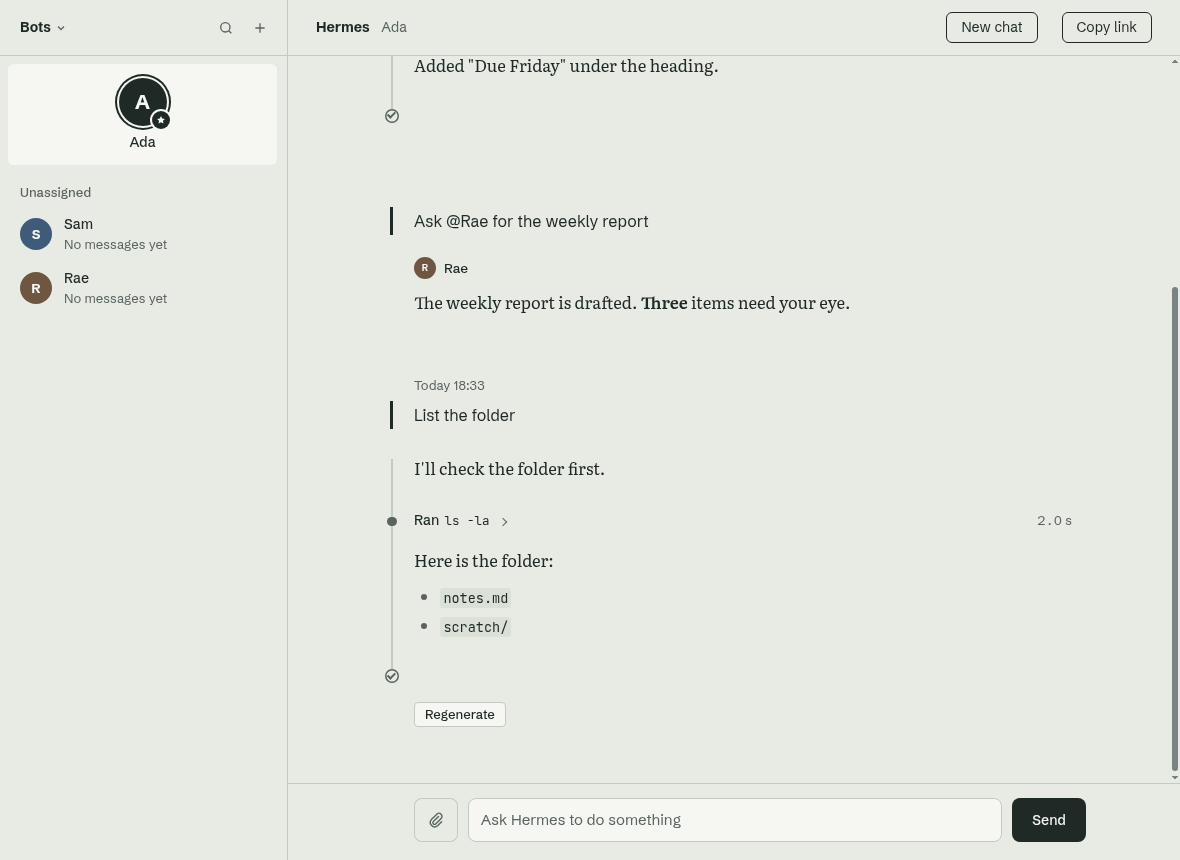 Bots
A
Ada
Unassigned
S
Sam
No messages yet
R
Rae
No messages yet
Hermes Ada
New chat
Copy link
Added "Due Friday" under the heading.
Ask @Rae for the weekly report
R Rae
The weekly report is drafted. Three items need your eye.
Today 18:33
List the folder
I'll check the folder first.
Ran ls -la
2.0s
Here is the folder:
notes.md
scratch/
Regenerate
Ask Hermes to do something
Send